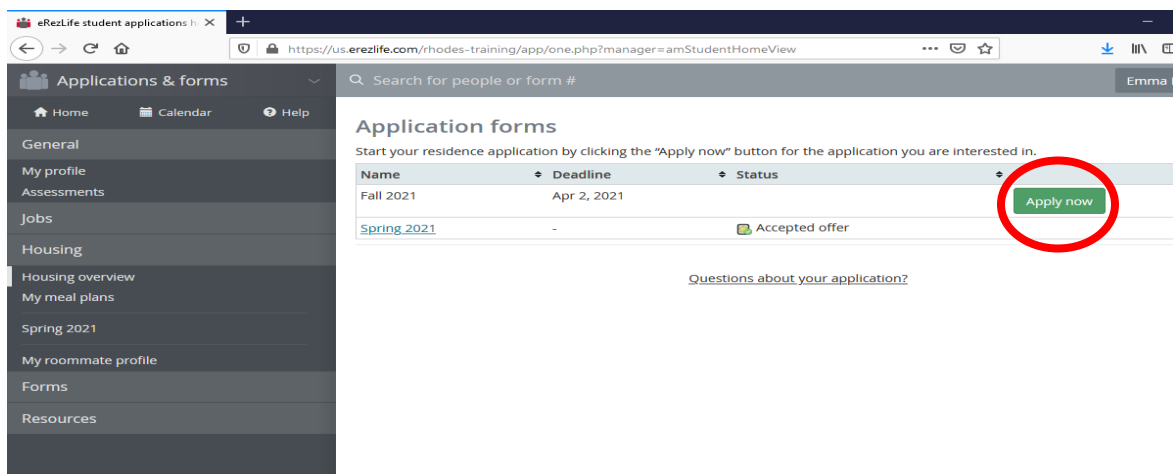 eRezLife student applications h
https://us.erezlife.com/rhodes-training/app/one.php?manager=amStudentHomeView
Applications & forms
Search for people or form #
Emma
Home Calendar Help
General
My profile
Assessments
Jobs
Housing
Housing overview
My meal plans
Spring 2021
My roommate profile
Forms
Resources
Application forms
Start your residence application by clicking the “Apply now” button for the application you are interested in.
Name Deadline Status
Fall 2021 Apr 2, 2021 Apply now
Spring 2021 - Accepted offer
Questions about your application?